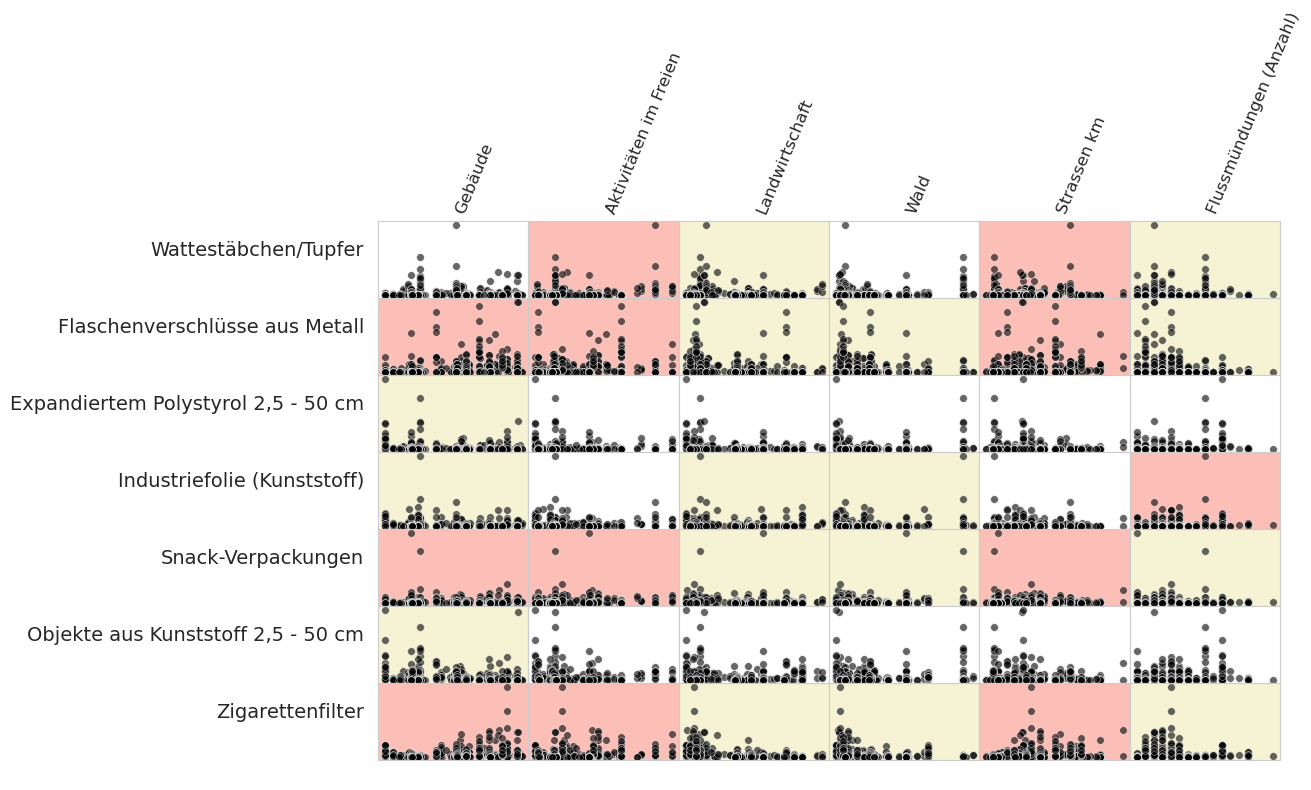 Gebäude
Aktivitäten im Freien
Landwirtschaft
Wald
Strassen km
Flussmündungen (Anzahl)
Wattestäbchen/Tupfer
Flaschenverschlüsse aus Metall
Expandiertem Polystyrol 2,5 - 50 cm
Industriefolie (Kunststoff)
Snack-Verpackungen
Objekte aus Kunststoff 2,5 - 50 cm
Zigarettenfilter